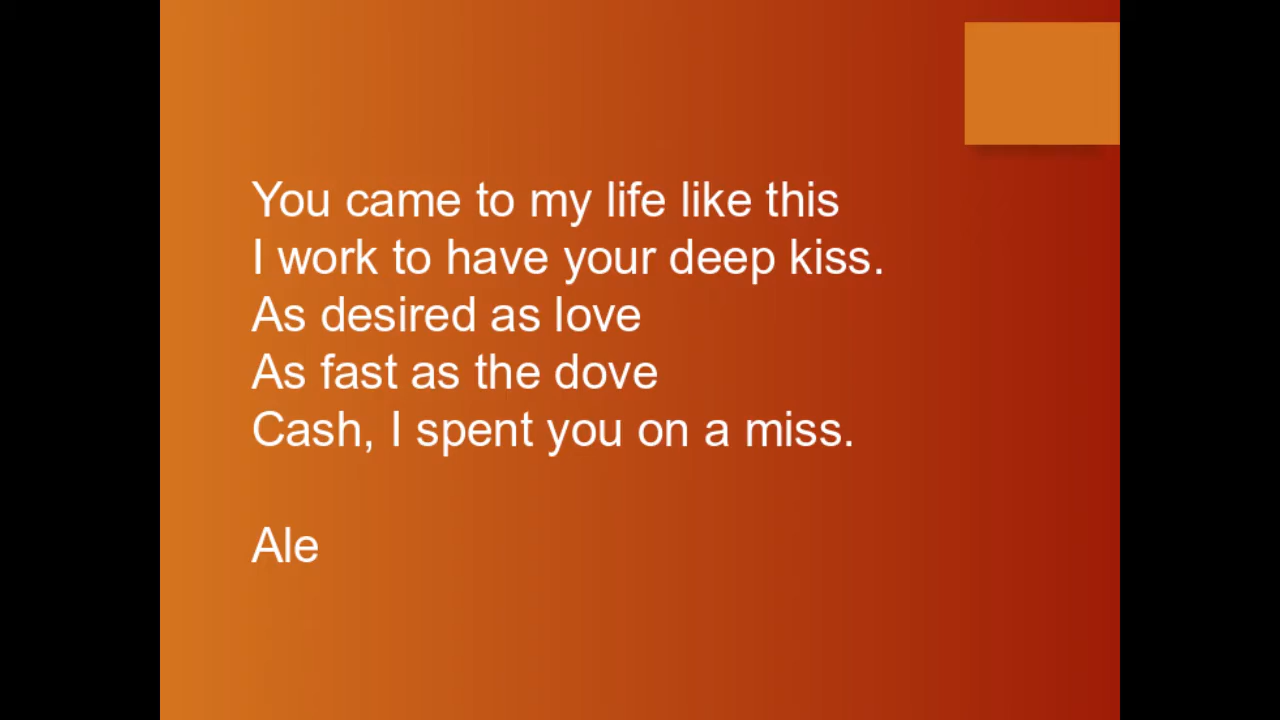 You came to my life like this
I work to have your deep kiss.
As desired as love
As fast as the dove
Cash, I spent you on a miss.
Ale